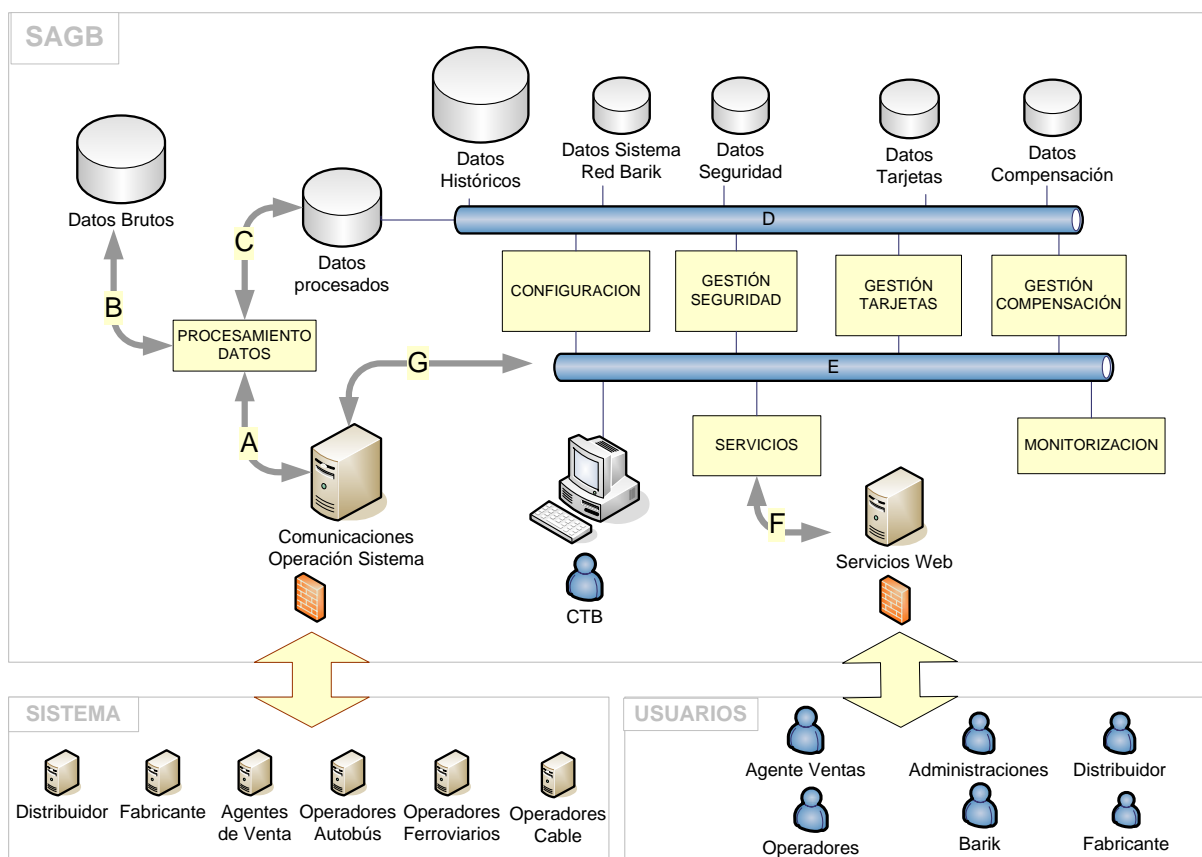 SAGB
Datos
Históricos
Datos Sistema
Red Barik
Datos
Seguridad
Datos
Tarjetas
Datos
Compensación
Datos Brutos
C
D
Datos
procesados
B
CONFIGURACION
GESTIÓN
SEGURIDAD
GESTIÓN
TARJETAS
GESTIÓN
COMPENSACIÓN
PROCESAMIENTO
DATOS
G
E
A
SERVICIOS
MONITORIZACION
F
Comunicaciones
Operación Sistema
Servicios Web
CTB
SISTEMA
Distribuidor
Fabricante
Agentes
de Venta
Operadores
Autobús
Operadores
Ferroviarios
Operadores
Cable
USUARIOS
Agente Ventas
Administraciones
Distribuidor
Operadores
Barik
Fabricante